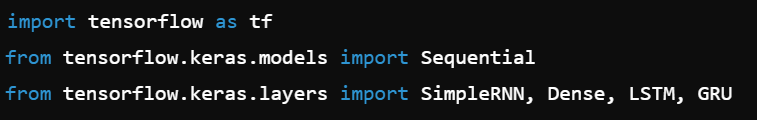 import tensorflow as tf
from tensorflow.keras.models import Sequential
from tensorflow.keras.layers import SimpleRNN, Dense, LSTM, GRU